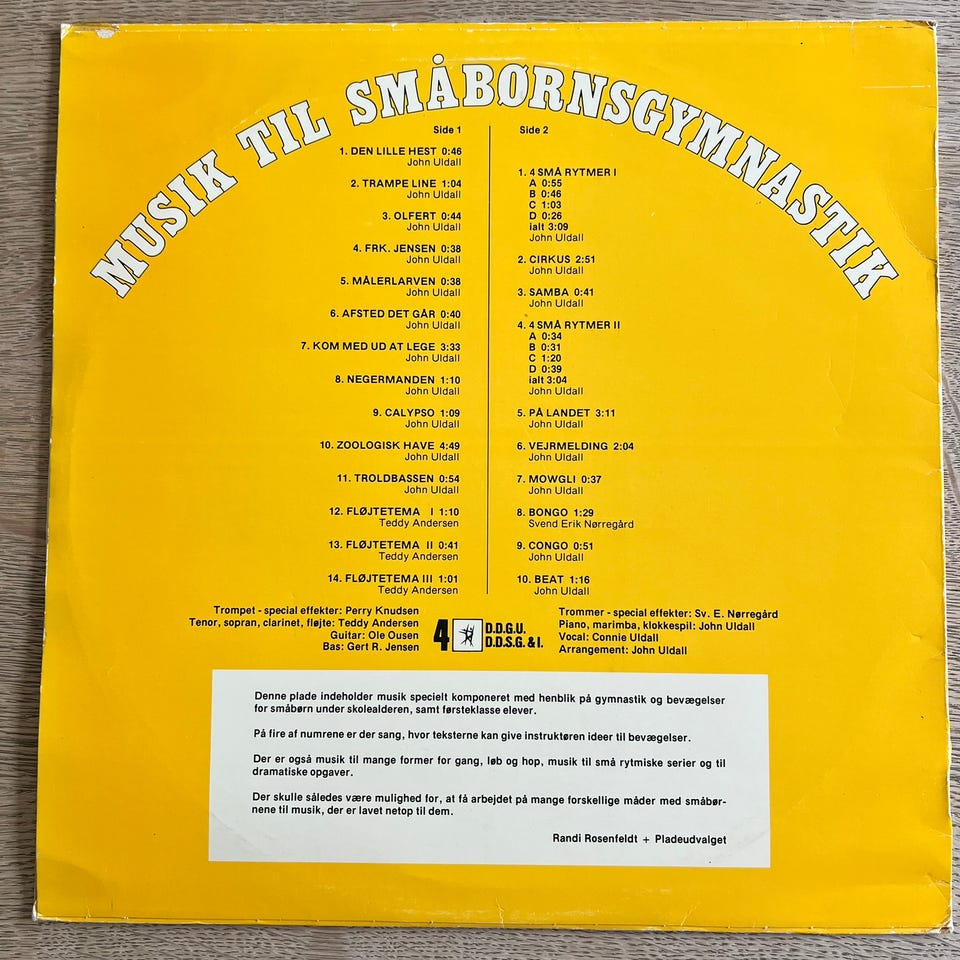 MUSIK TIL SMÅBØRNSGYMNASTIK
Side 1
1. DEN LILLE HEST 0:46
John Uldall
2. TRAMPE LINE 1:04
John Uldall
3. OLFERT 0:44
John Uldall
4. FRK. JENSEN 0:38
John Uldall
5. MÅLERLARVEN 0:38
John Uldall
6. AFSTED DET GÅR 0:40
John Uldall
7. KOM MED UD AT LEGE 3:33
John Uldall
8. NEGERMANDEN 1:10
John Uldall
9. CALYPSO 1:09
John Uldall
10. ZOOLOGISK HAVE 4:49
John Uldall
11. TROLDBASSEN 0:54
John Uldall
12. FLØJTETEMA I 1:10
Teddy Andersen
13. FLØJTETEMA II 0:41
Teddy Andersen
14. FLØJTETEMA III 1:01
Teddy Andersen
Side 2
1. 4 SMÅ RYTMER I
A 0:55
B 0:46
C 1:03
D 0:26
ialt 3:09
John Uldall
2. CIRKUS 2:51
John Uldall
3. SAMBA 0:41
John Uldall
4. 4 SMÅ RYTMER II
A 0:34
B 0:31
C 1:20
D 0:39
ialt 3:04
John Uldall
5. PÅ LANDET 3:11
John Uldall
6. VEJRMELDING 2:04
John Uldall
7. MOWGLI 0:37
John Uldall
8. BONGO 1:29
Svend Erik Nørregård
9. CONGO 0:51
John Uldall
10. BEAT 1:16
John Uldall
Trompet - special effekter: Perry Knudsen
Tenor, sopran, clarinet, fløjte: Teddy Andersen
Guitar: Ole Ousen
Bas: Gert R. Jensen
4 D.D.G.U.
D.D.S.G. & I.
Trommer - special effekter: Sv. E. Nørregård
Piano, marimba, klokkespil: John Uldall
Vocal: Connie Uldall
Arrangement: John Uldall
Denne plade indeholder musik specielt komponeret med henblik på gymnastik og bevægelser
for småbørn under skolealderen, samt førsteklasse elever.
På fire af numrene er der sang, hvor teksterne kan give instruktøren ideer til bevægelser.
Der er også musik til mange former for gang, løb og hop, musik til små rytmiske serier og til
dramatiske opgaver.
Der skulle således være mulighed for, at få arbejdet på mange forskellige måder med småbør-
nene til musik, der er lavet netop til dem.
Randi Rosenfeldt + Pladeudvalget